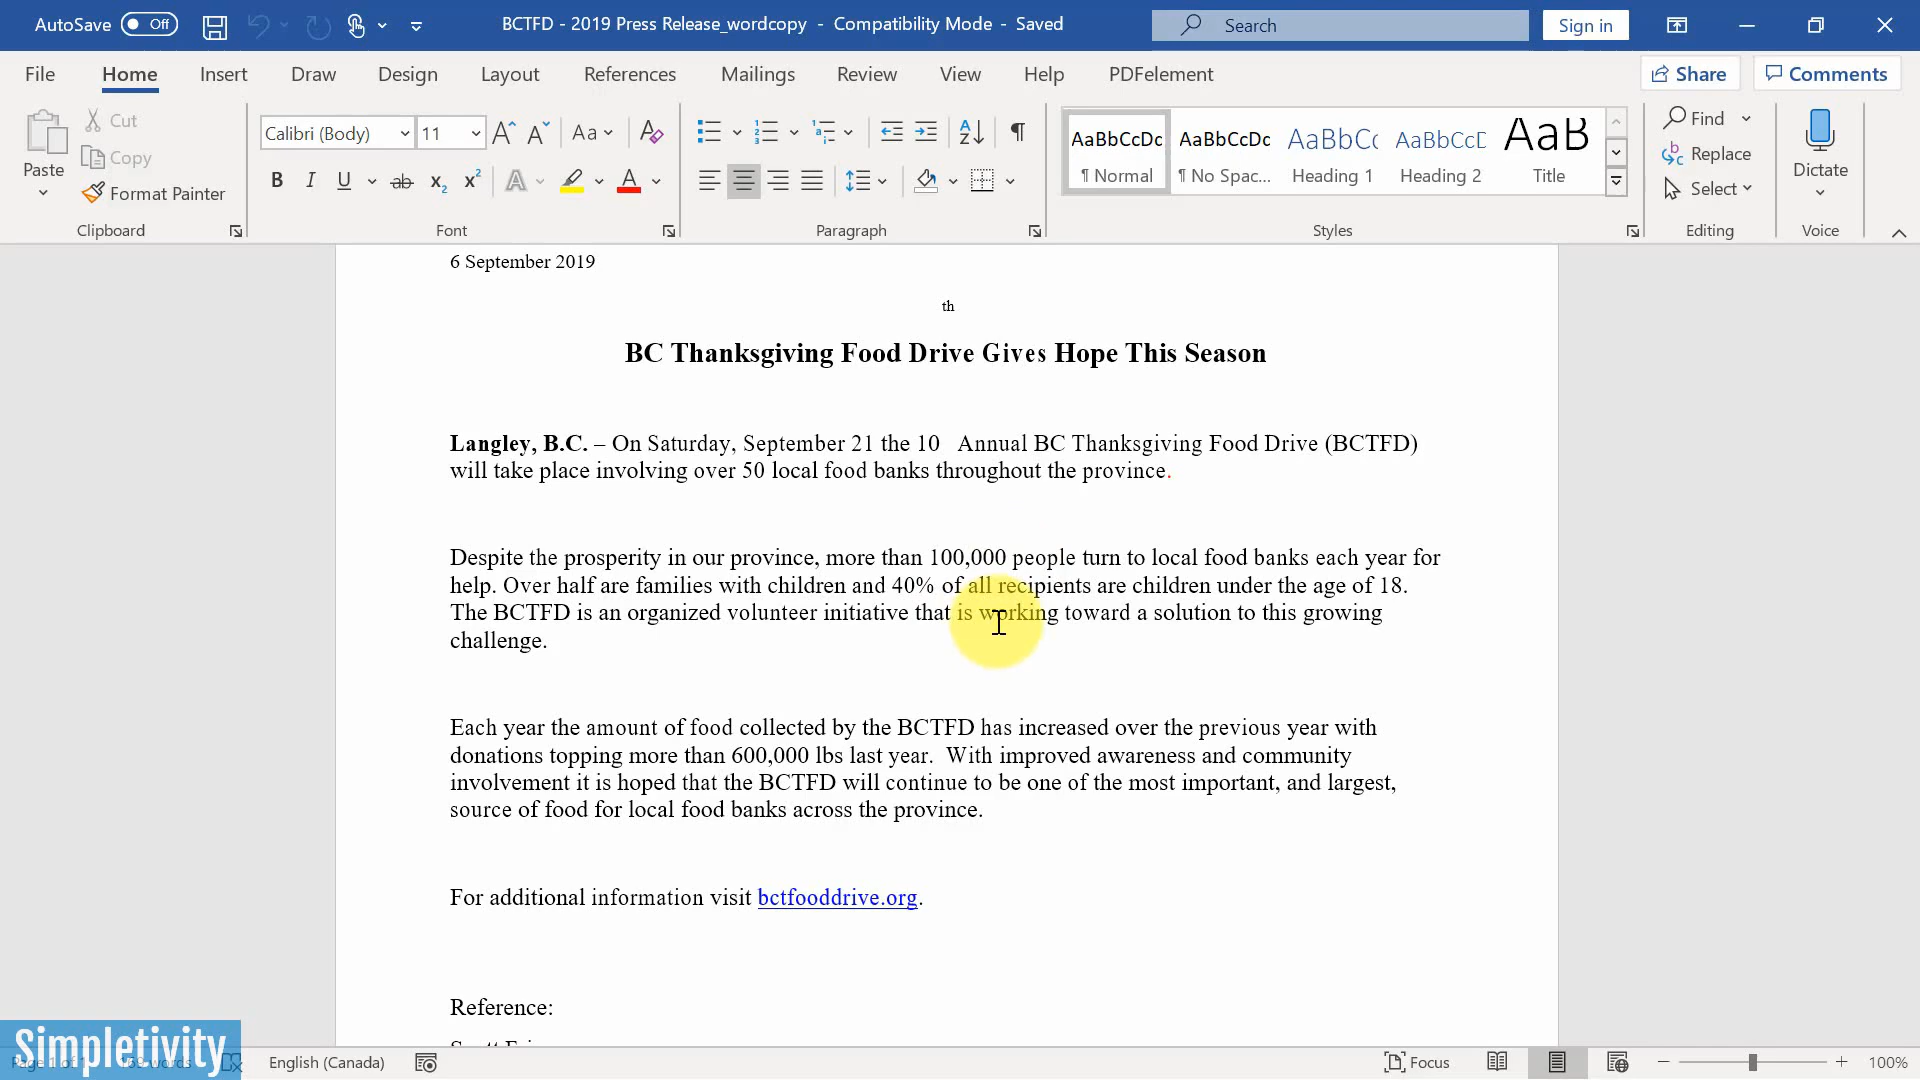 AutoSave Off BCTFD - 2019 Press Release_wordcopy - Compatibility Mode - Saved Search Sign in
File Home Insert Draw Design Layout References Mailings Review View Help PDFelement Share Comments
Paste Cut Copy Format Painter Clipboard
Calibri (Body) 11 Aa B I U ab x₂ x² A A Font
Paragraph
AaBbCcDc AaBbCcDc AaBbCc AaBbCcD AaB
¶ Normal ¶ No Spac... Heading 1 Heading 2 Title
Styles
Find Replace Select Editing
Dictate Voice
6 September 2019
th
BC Thanksgiving Food Drive Gives Hope This Season
Langley, B.C. – On Saturday, September 21 the 10 Annual BC Thanksgiving Food Drive (BCTFD)
will take place involving over 50 local food banks throughout the province.
Despite the prosperity in our province, more than 100,000 people turn to local food banks each year for
help. Over half are families with children and 40% of all recipients are children under the age of 18.
The BCTFD is an organized volunteer initiative that is working toward a solution to this growing
challenge.
Each year the amount of food collected by the BCTFD has increased over the previous year with
donations topping more than 600,000 lbs last year. With improved awareness and community
involvement it is hoped that the BCTFD will continue to be one of the most important, and largest,
source of food for local food banks across the province.
For additional information visit bctfooddrive.org.
Reference:
Simpletivity
English (Canada) Focus 100%